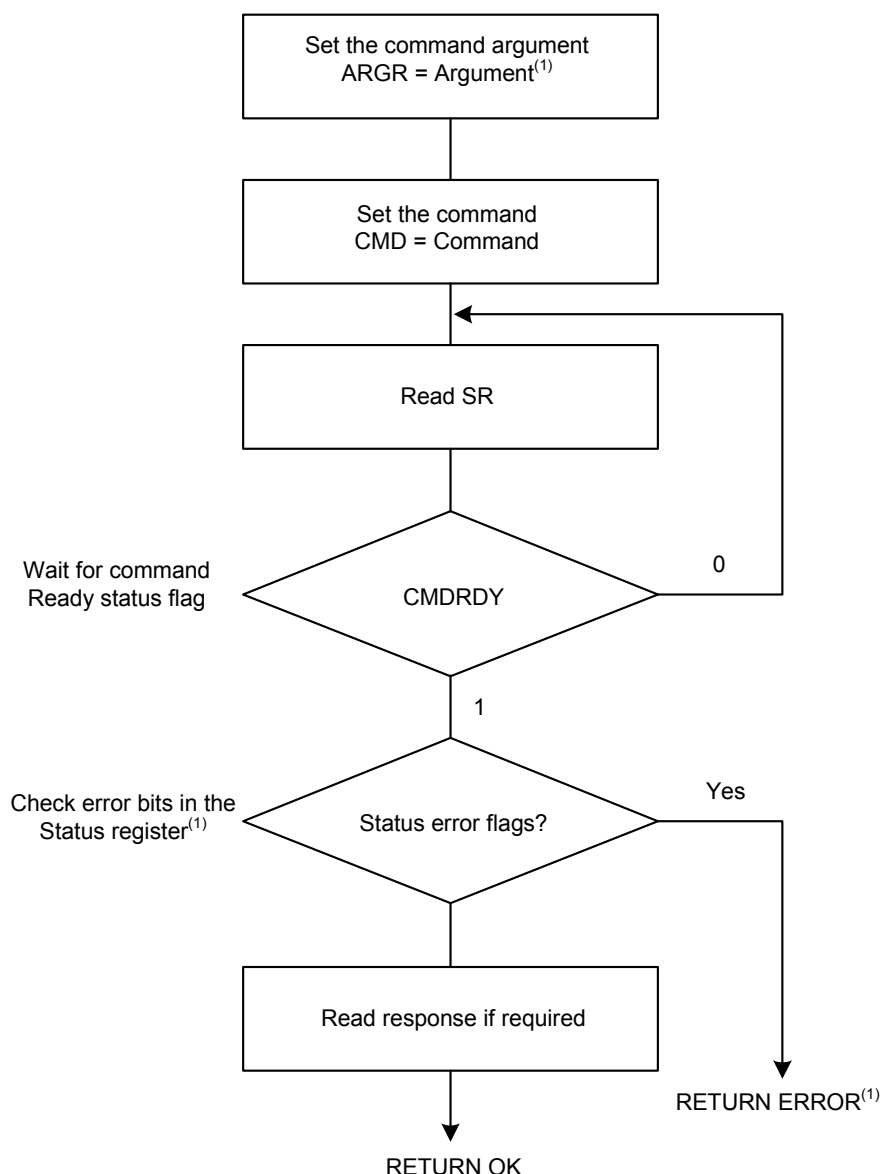 Set the command argument
ARGR = Argument(1)
Set the command
CMD = Command
Read SR
Wait for command
Ready status flag
CMDRDY
0
1
Check error bits in the
Status register(1)
Status error flags?
Yes
Read response if required
RETURN ERROR(1)
RETURN OK